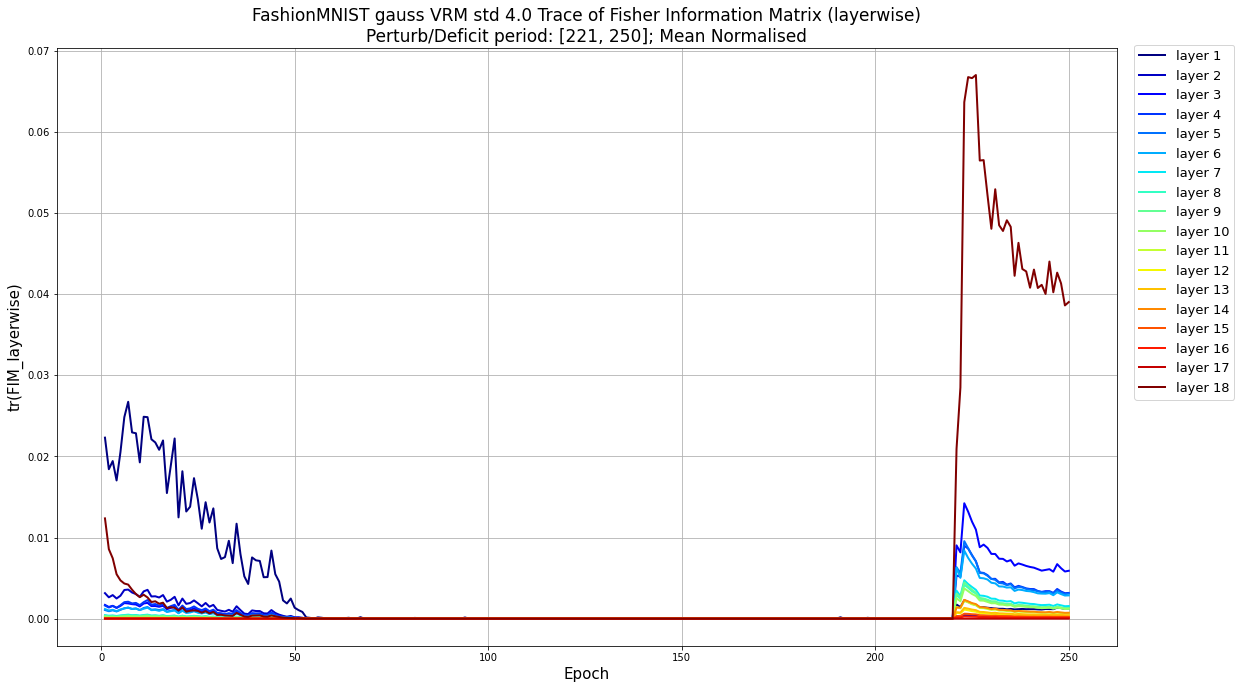 FashionMNIST gauss VRM std 4.0 Trace of Fisher Information Matrix (layerwise)
Perturb/Deficit period: [221, 250]; Mean Normalised
tr(FIM_layerwise)
0.07
0.06
0.05
0.04
0.03
0.02
0.01
0.00
0
50
100
150
200
250
Epoch
layer 1
layer 2
layer 3
layer 4
layer 5
layer 6
layer 7
layer 8
layer 9
layer 10
layer 11
layer 12
layer 13
layer 14
layer 15
layer 16
layer 17
layer 18